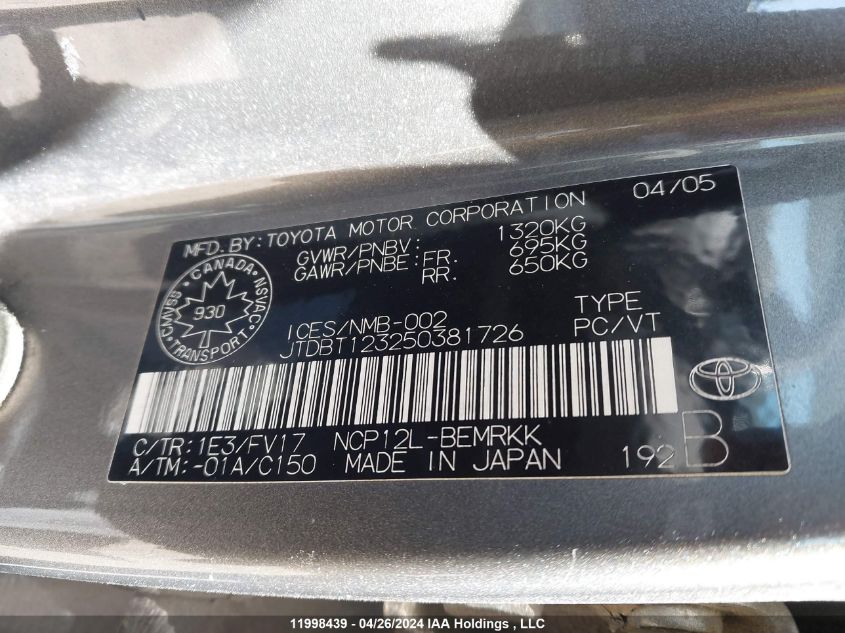 MFD. BY: TOYOTA MOTOR CORPORATION 04/05
GVWR/PNBV: 1320KG
GAWR/PNBE: FR. 695KG
RR. 650KG
CANADA
CMVSS NSVAC
930
TRANSPORT
ICES/NMB-002 TYPE
JTDBT123250381726 PC/VT
C/TR: 1E3/FV17 NCP12L-BEMRKK
A/TM: -01A/C150 MADE IN JAPAN 192 B
11998439 - 04/26/2024 IAA Holdings , LLC